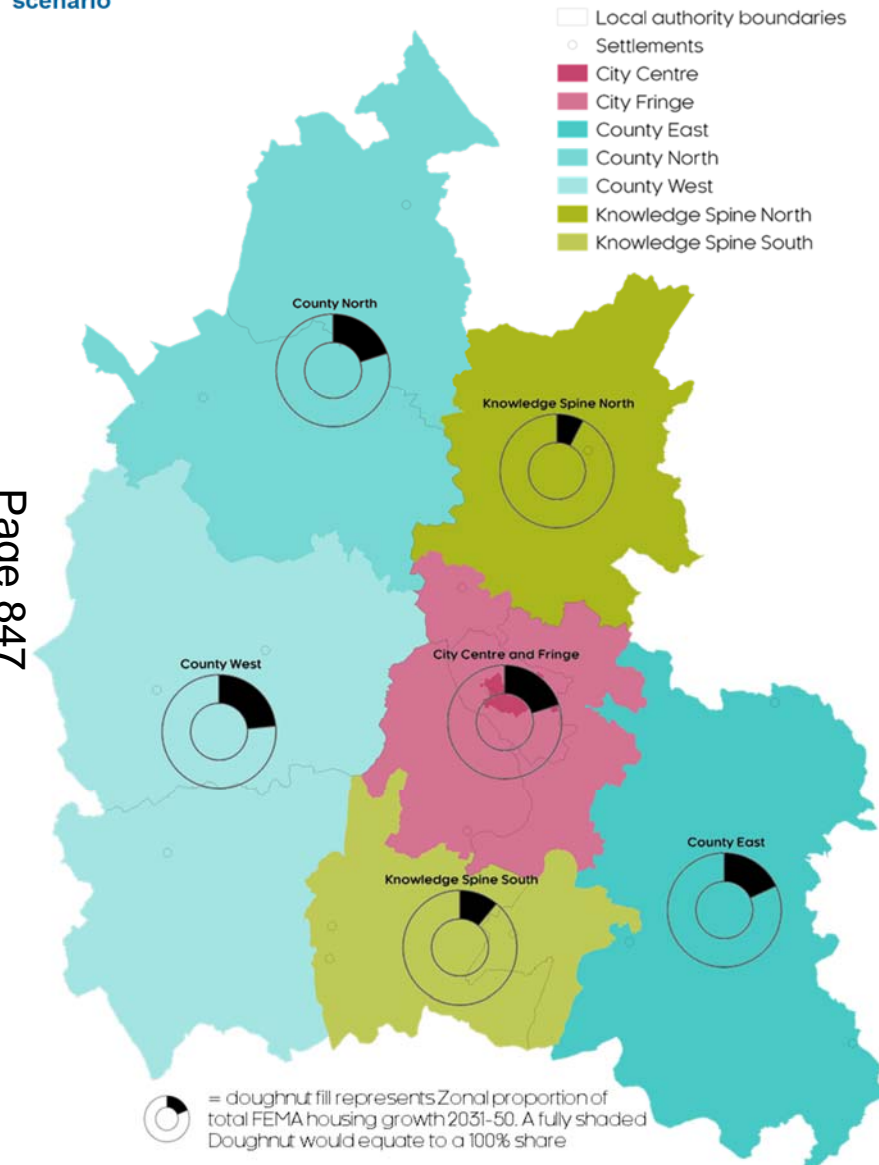 scenario
Local authority boundaries
Settlements
City Centre
City Fringe
County East
County North
County West
Knowledge Spine North
Knowledge Spine South
County North
Knowledge Spine North
Page 847
City Centre and Fringe
County West
County East
Knowledge Spine South
= doughnut fill represents Zonal proportion of
total FEMA housing growth 2031-50. A fully shaded
Doughnut would equate to a 100% share